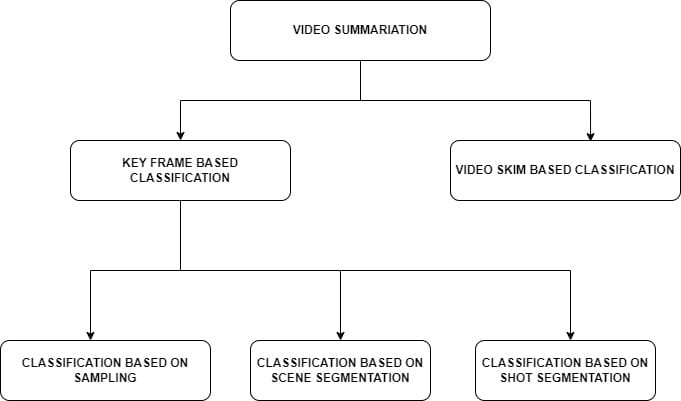 VIDEO SUMMARIATION
KEY FRAME BASED
CLASSIFICATION
VIDEO SKIM BASED CLASSIFICATION
CLASSIFICATION BASED ON
SAMPLING
CLASSIFICATION BASED ON
SCENE SEGMENTATION
CLASSIFICATION BASED ON
SHOT SEGMENTATION